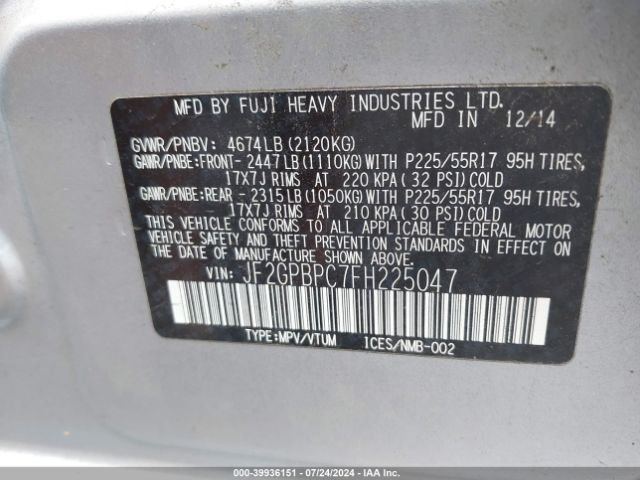 MFD BY FUJI HEAVY INDUSTRIES LTD.
MFD IN 12/14
GVWR/PNBV: 4674LB (2120KG)
GAWR/PNBE:FRONT- 2447LB(1110KG)WITH P225/55R17 95H TIRES,
17X7J RIMS AT 220 KPA( 32 PSI)COLD
GAWR/PNBE:REAR - 2315LB(1050KG)WITH P225/55R17 95H TIRES,
17X7J RIMS AT 210 KPA( 30 PSI)COLD
THIS VEHICLE CONFORMS TO ALL APPLICABLE FEDERAL MOTOR
VEHICLE SAFETY AND THEFT PREVENTION STANDARDS IN EFFECT ON
THE DATE OF MANUFACTURE SHOWN ABOVE.
VIN: JF2GPBPC7FH225047
TYPE:MPV/VTUM ICES/NMB-002
000-39936151 | 07/24/2024 | IAA, Inc.